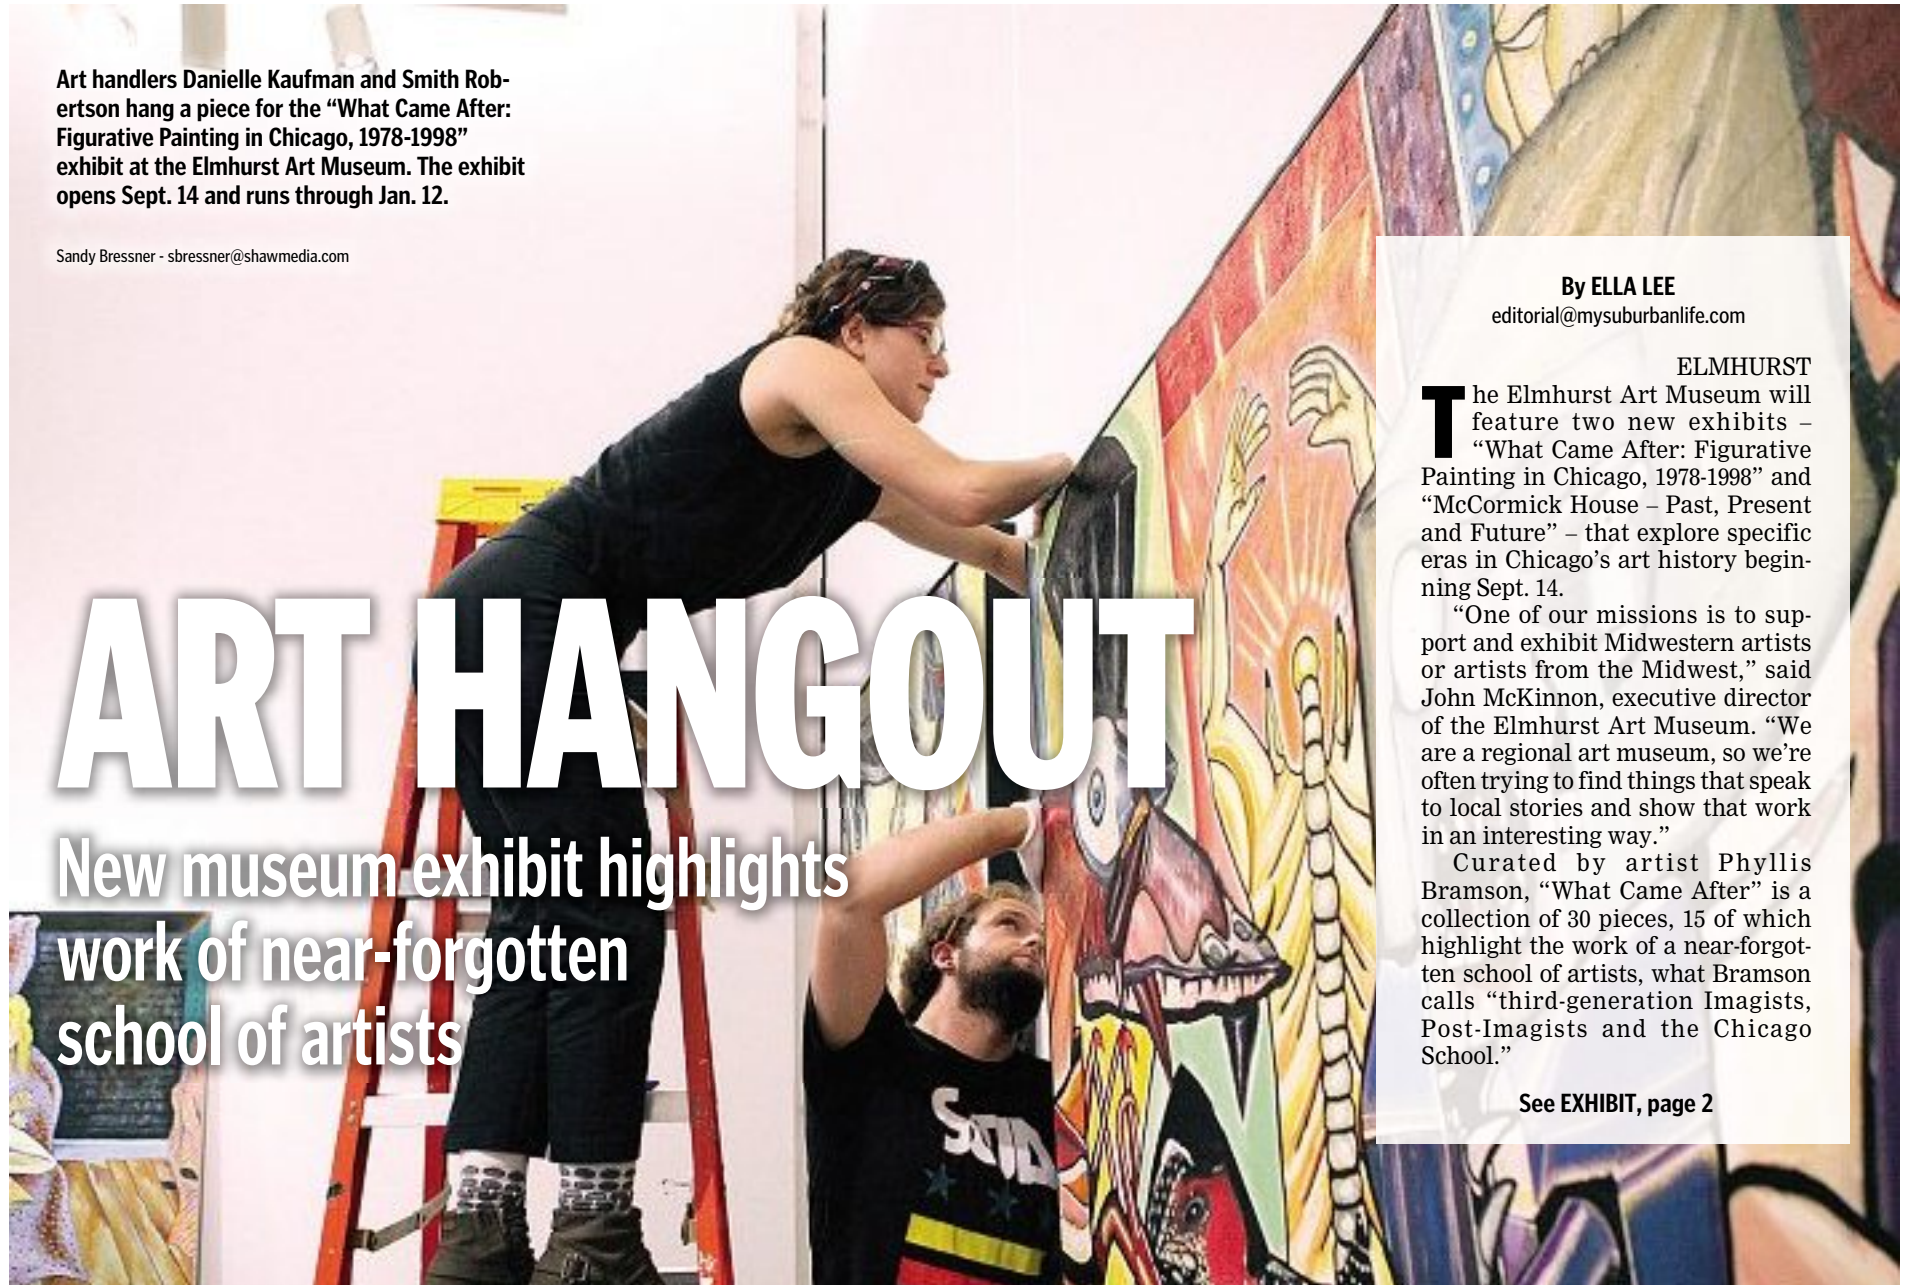 Art handlers Danielle Kaufman and Smith Rob-
ertson hang a piece for the “What Came After:
Figurative Painting in Chicago, 1978-1998”
exhibit at the Elmhurst Art Museum. The exhibit
opens Sept. 14 and runs through Jan. 12.
Sandy Bressner - sbressner@shawmedia.com
ART HANGOUT
New museum exhibit highlights
work of near-forgotten
school of artists
By ELLA LEE
editorial@mysuburbanlife.com
ELMHURST
The Elmhurst Art Museum will
feature two new exhibits –
“What Came After: Figurative
Painting in Chicago, 1978-1998” and
“McCormick House – Past, Present
and Future” – that explore specific
eras in Chicago’s art history begin-
ning Sept. 14.
“One of our missions is to sup-
port and exhibit Midwestern artists
or artists from the Midwest,” said
John McKinnon, executive director
of the Elmhurst Art Museum. “We
are a regional art museum, so we’re
often trying to find things that speak
to local stories and show that work
in an interesting way.”
Curated by artist Phyllis
Bramson, “What Came After” is a
collection of 30 pieces, 15 of which
highlight the work of a near-forgot-
ten school of artists, what Bramson
calls “third-generation Imagists,
Post-Imagists and the Chicago
School.”
See EXHIBIT, page 2